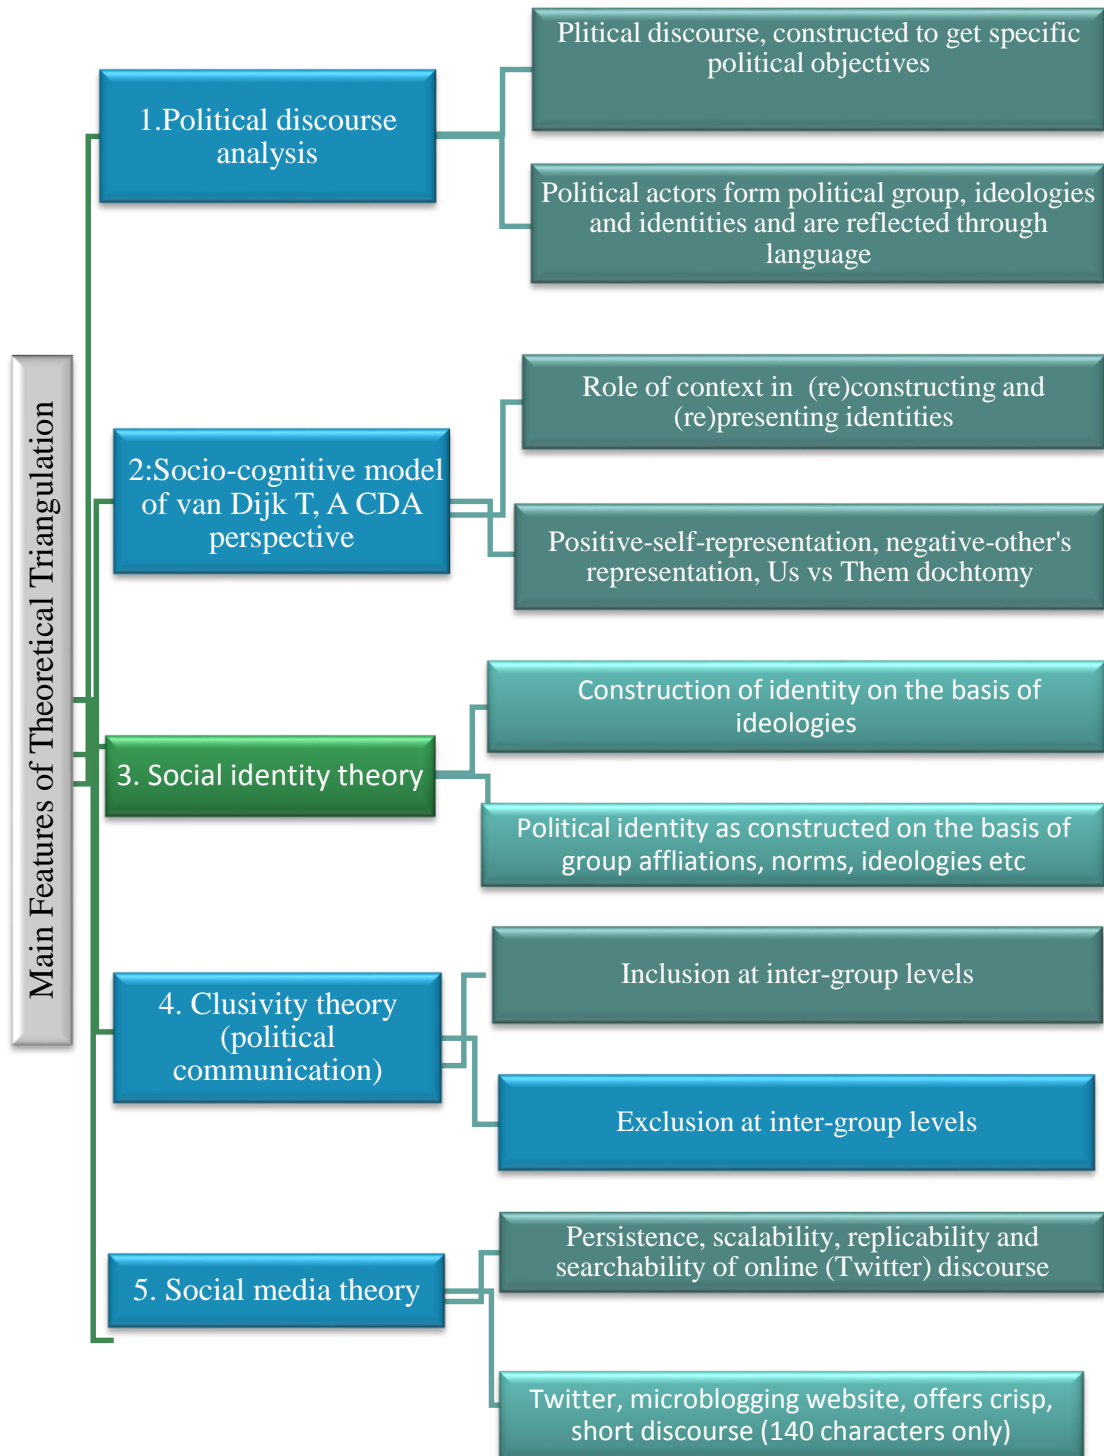 Main Features of Theoretical Triangulation
1.Political discourse
analysis
Plitical discourse, constructed to get specific
political objectives
Political actors form political group, ideologies
and identities and are reflected through
language
2:Socio-cognitive model
of van Dijk T, A CDA
perspective
Role of context in (re)constructing and
(re)presenting identities
Positive-self-representation, negative-other's
representation, Us vs Them dochtomy
3. Social identity theory
Construction of identity on the basis of
ideologies
Political identity as constructed on the basis of
group affliations, norms, ideologies etc
4. Clusivity theory
(political
communication)
Inclusion at inter-group levels
Exclusion at inter-group levels
5. Social media theory
Persistence, scalability, replicability and
searchability of online (Twitter) discourse
Twitter, microblogging website, offers crisp,
short discourse (140 characters only)